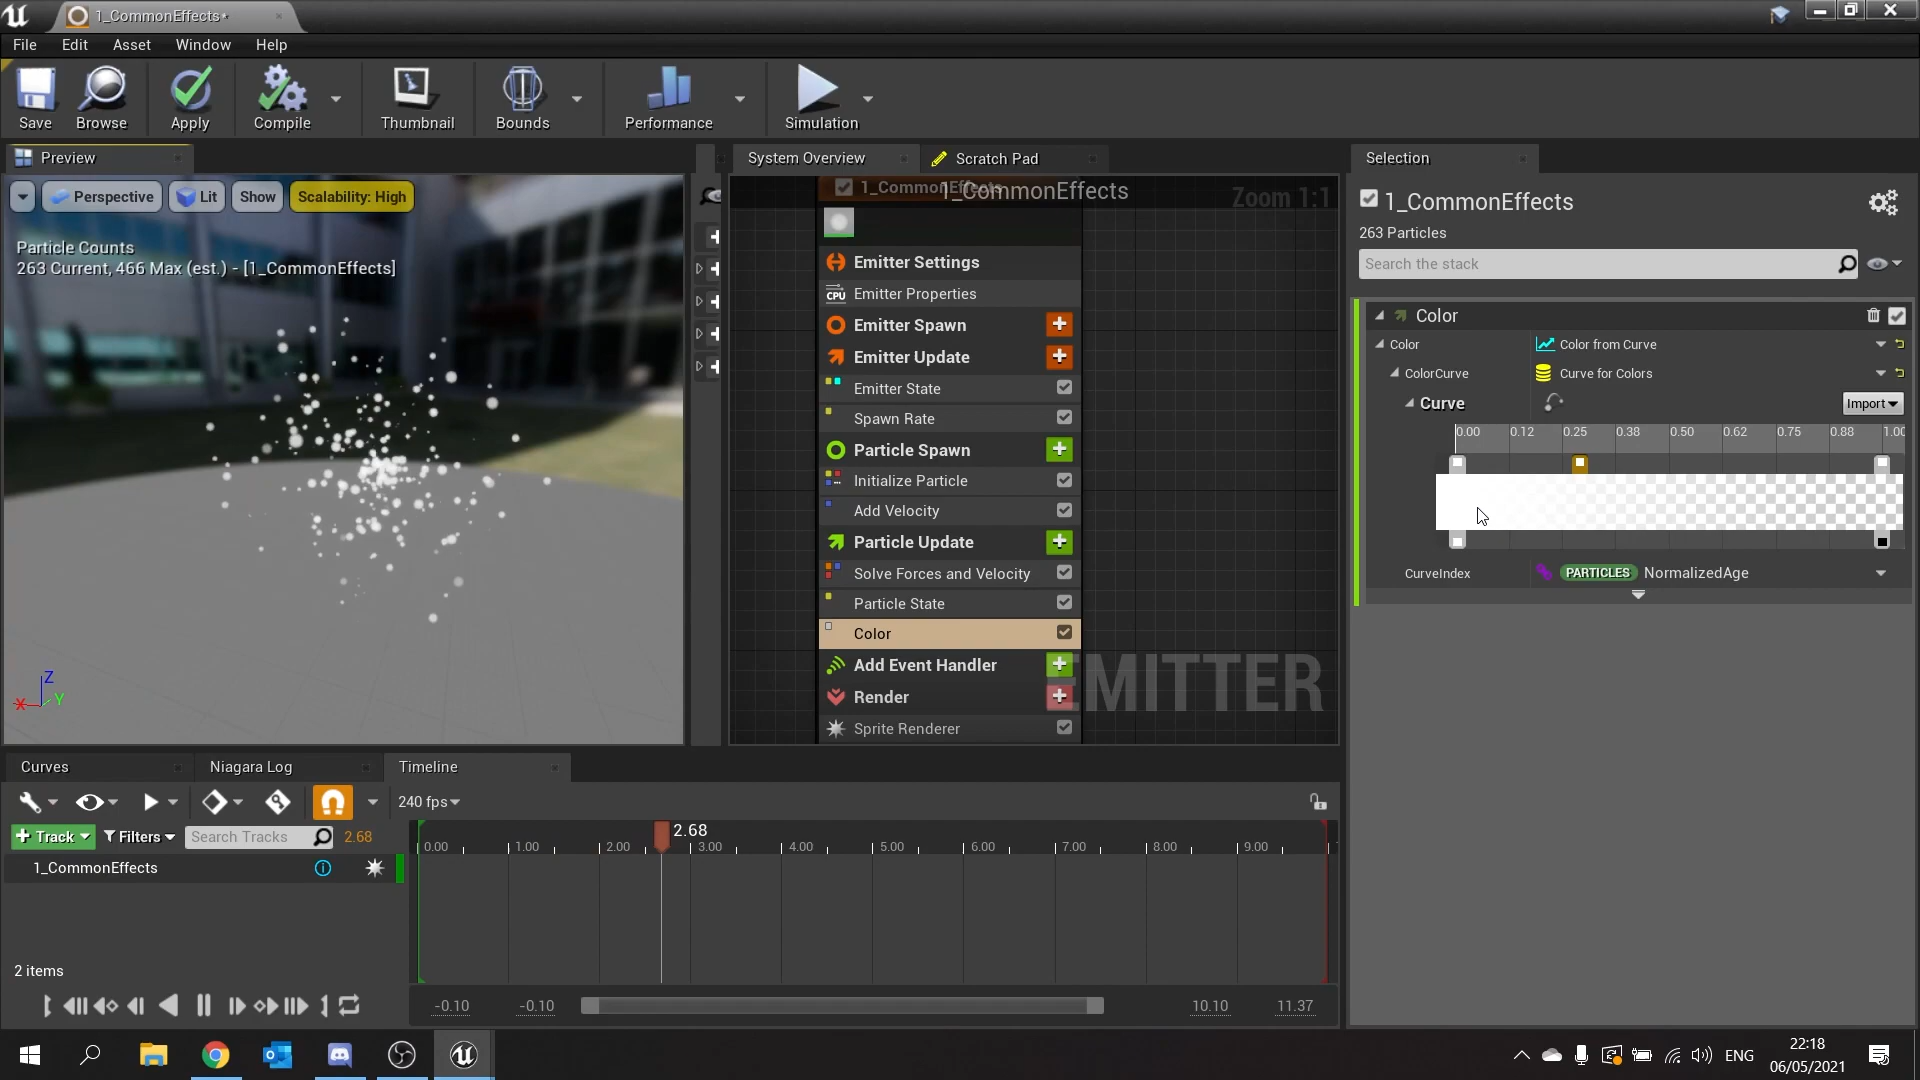 1_CommonEffects*
File Edit Asset Window Help
Save Browse Apply Compile Thumbnail Bounds Performance Simulation
Preview
Perspective Lit Show Scalability: High
Particle Counts
263 Current, 466 Max (est.) - [1_CommonEffects]
System Overview Scratch Pad
1_CommonEffects
1_CommonEffects
Zoom 1:1
Emitter Settings
CPU Emitter Properties
Emitter Spawn
Emitter Update
Emitter State
Spawn Rate
Particle Spawn
Initialize Particle
Add Velocity
Particle Update
Solve Forces and Velocity
Particle State
Color
Add Event Handler
Render
Sprite Renderer
EMITTER
Z
X Y
Selection
1_CommonEffects
263 Particles
Search the stack
Color
Color Color from Curve
ColorCurve Curve for Colors
Curve Import
0.00 0.12 0.25 0.38 0.50 0.62 0.75 0.88 1.00
CurveIndex PARTICLES NormalizedAge
Curves Niagara Log Timeline
240 fps
Track Filters Search Tracks 2.68
2.68
0.00 1.00 2.00 3.00 4.00 5.00 6.00 7.00 8.00 9.00
1_CommonEffects
2 items
-0.10 -0.10 10.10 11.37
ENG
22:18
06/05/2021